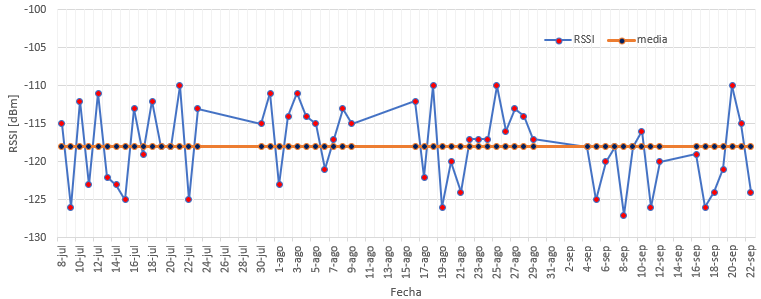 -100
-105
-110
-115
-120
-125
-130
RSSI [dBm]
RSSI media
8-jul 10-jul 12-jul 14-jul 16-jul 18-jul 20-jul 22-jul 24-jul 26-jul 28-jul 30-jul 1-ago 3-ago 5-ago 7-ago 9-ago 11-ago 13-ago 15-ago 17-ago 19-ago 21-ago 23-ago 25-ago 27-ago 29-ago 31-ago 2-sep 4-sep 6-sep 8-sep 10-sep 12-sep 14-sep 16-sep 18-sep 20-sep 22-sep
Fecha